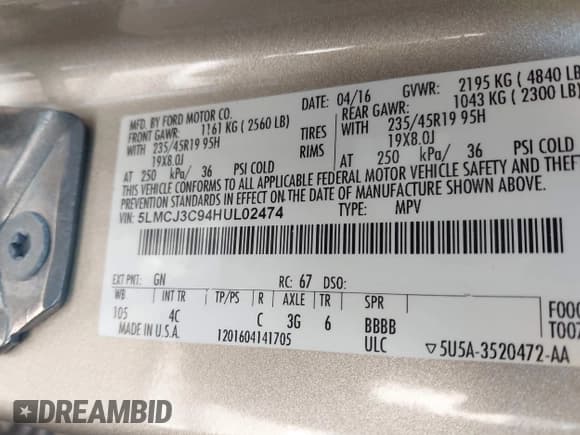 MFD. BY FORD MOTOR CO.
DATE: 04/16 GVWR: 2195 KG ( 4840 LB
FRONT GAWR: 1161 KG ( 2560 LB) REAR GAWR: 1043 KG ( 2300 LB)
WITH 235/45R19 95H TIRES WITH 235/45R19 95H
19X8.0J RIMS 19X8.0J
AT 250 kPa/ 36 PSI COLD AT 250 kPa/ 36 PSI COLD
THIS VEHICLE CONFORMS TO ALL APPLICABLE FEDERAL MOTOR VEHICLE SAFETY AND THEFT
PREVENTION STANDARDS IN EFFECT ON THE DATE OF MANUFACTURE SHOWN ABOVE.
VIN: 5LMCJ3C94HUL02474 TYPE: MPV
EXT PNT: GN RC: 67 DSO:
WB INT TR TP/PS R AXLE TR SPR
105 4C C 3G 6 BBBB
MADE IN U.S.A. 1201604141705 ULC ▽5U5A-3520472-AA
DREAMBID